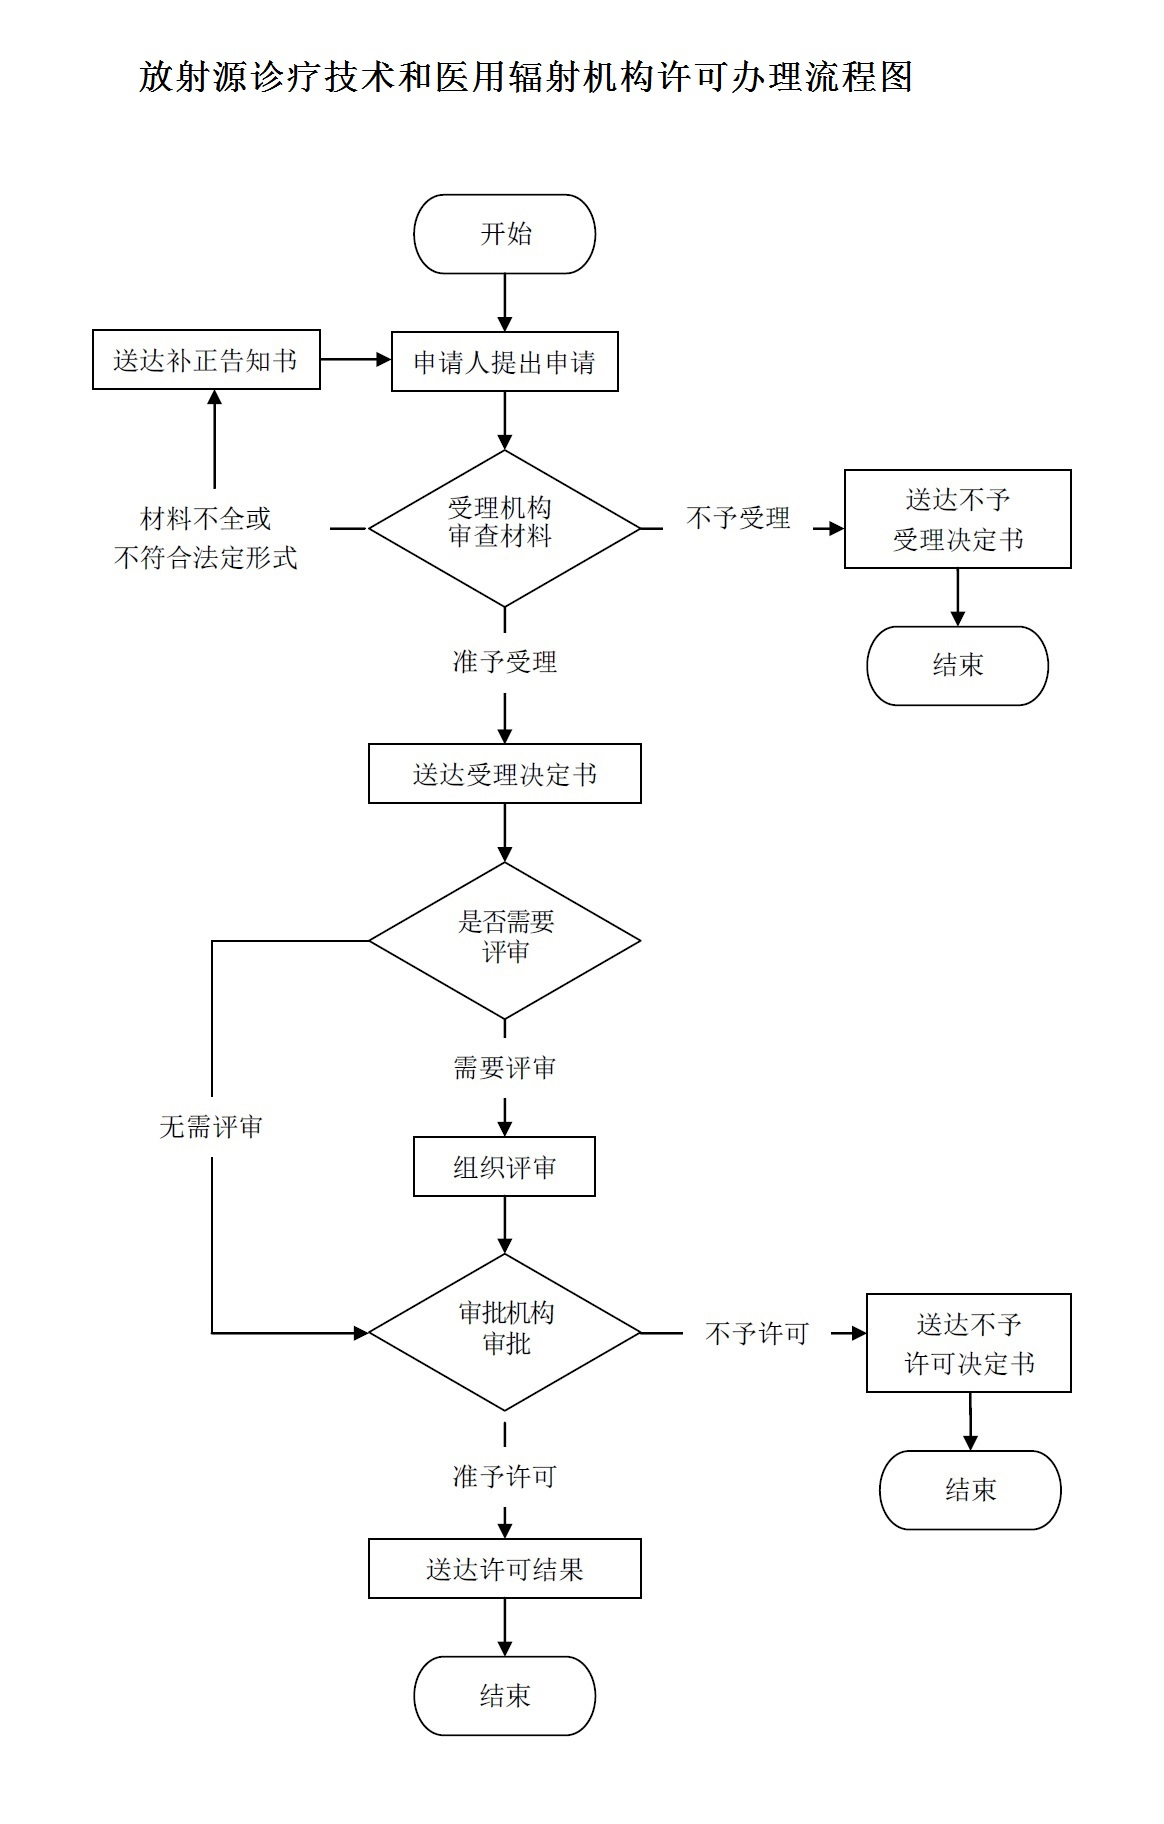 放射源诊疗技术和医用辐射机构许可办理流程图
开始
送达补正告知书
申请人提出申请
受理机构
审查材料
材料不全或
不符合法定形式
不予受理
送达不予
受理决定书
结束
准予受理
送达受理决定书
是否需要
评审
需要评审
无需评审
组织评审
审批机构
审批
不予许可
送达不予
许可决定书
结束
准予许可
送达许可结果
结束